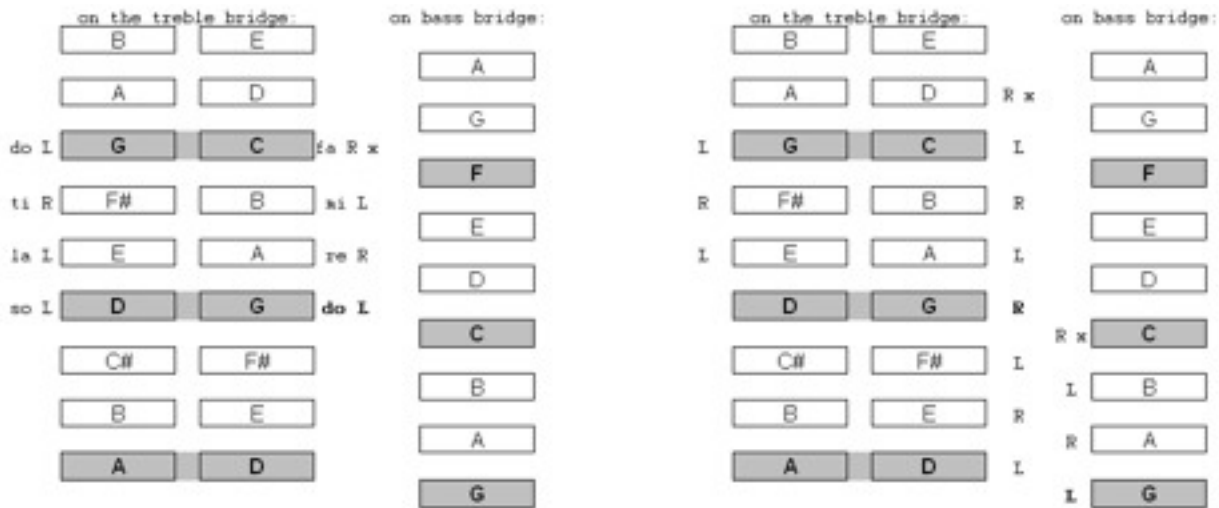 on the treble bridge: on bass bridge:
B E
A
A D
G
do L G C fa R x
F
ti R F# B mi L
E
la L E A re R
D
so L D G do L
C
C# F#
B
B E
A
A D
G
on the treble bridge: on bass bridge:
B E
A
A D R x
G
L G C L
F
R F# B R
E
L E A L
D
D G R
R x C
C# F# L
L B
B E R
R A
A D L
L G